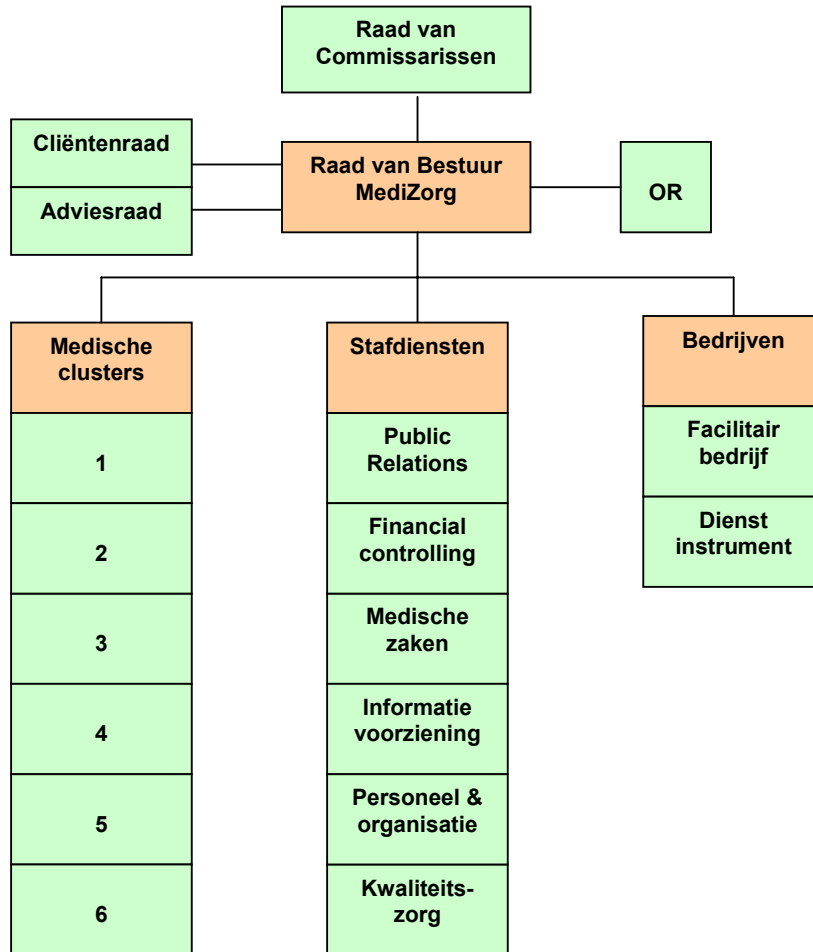 Raad van
Commissarissen
Cliëntenraad
Adviesraad
Raad van Bestuur
MediZorg
OR
Medische
clusters
1
2
3
4
5
6
Stafdiensten
Public
Relations
Financial
controlling
Medische
zaken
Informatie
voorziening
Personeel &
organisatie
Kwaliteits-
zorg
Bedrijven
Facilitair
bedrijf
Dienst
instrument